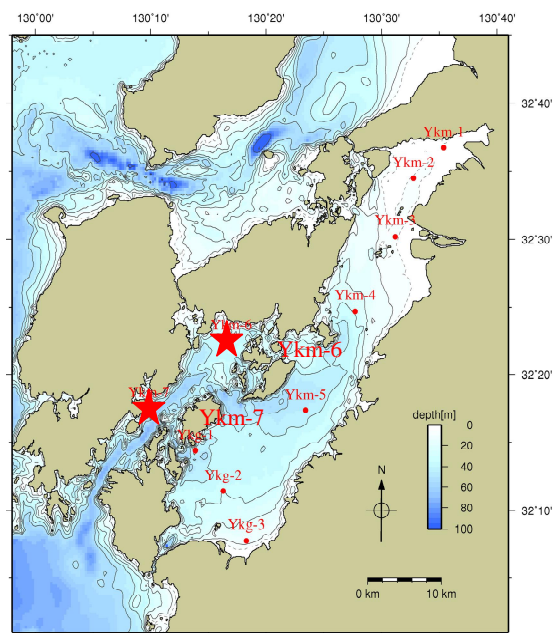 130°00' 130°10' 130°20' 130°30' 130°40'
32°40'
Ykm-1
Ykm-2
Ykm-3
32°30'
Ykm-4
Ykm-6
Ykm-6
32°20'
Ykm-7
Ykm-5
Ykm-7
Ykg-1
depth[m]
0
20
40
60
80
100
Ykg-2
N
32°10'
Ykg-3
0 km 10 km